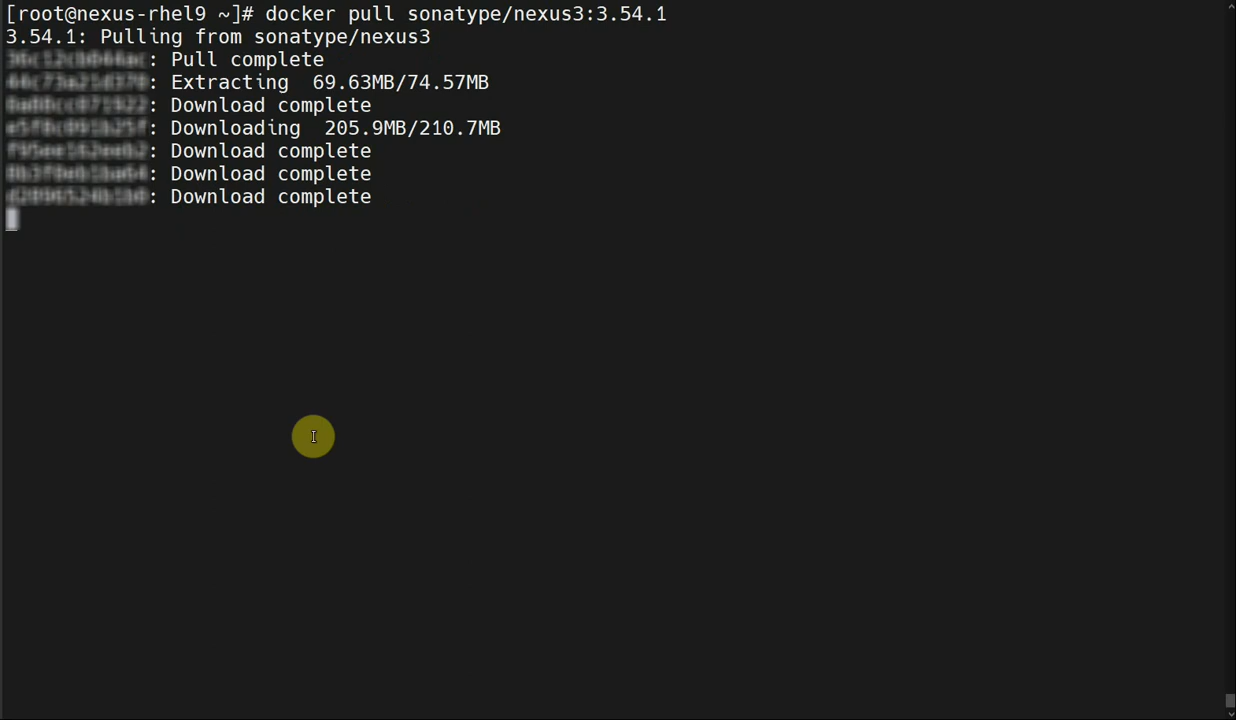 [root@nexus-rhel9 ~]# docker pull sonatype/nexus3:3.54.1
3.54.1: Pulling from sonatype/nexus3
: Pull complete
: Extracting  69.63MB/74.57MB
: Download complete
: Downloading  205.9MB/210.7MB
: Download complete
: Download complete
: Download complete